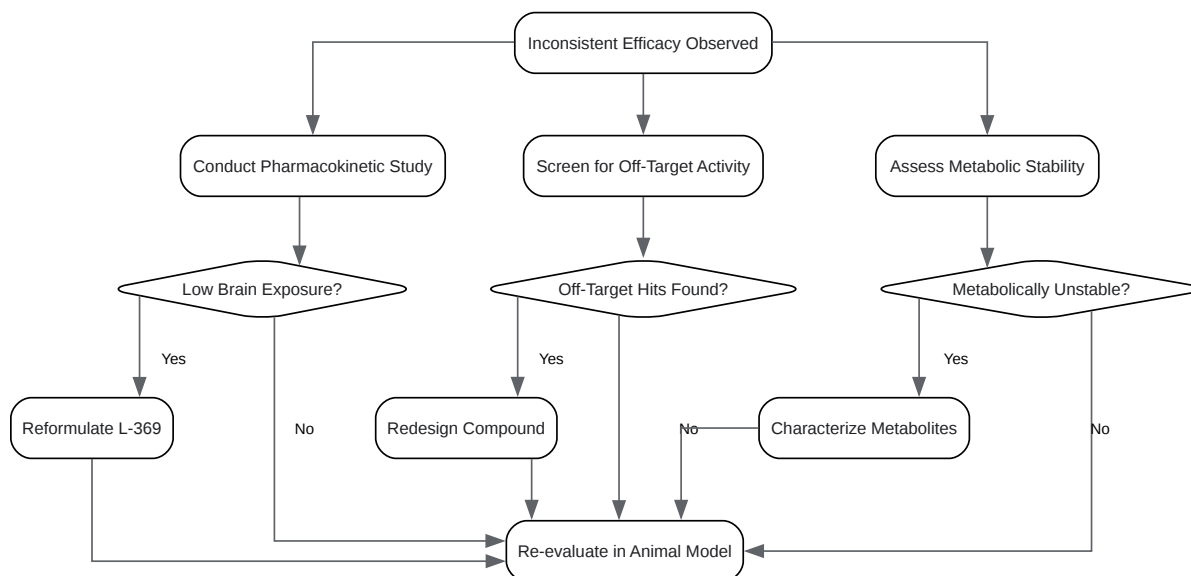 Inconsistent Efficacy Observed
Conduct Pharmacokinetic Study
Screen for Off-Target Activity
Assess Metabolic Stability
Low Brain Exposure?
Off-Target Hits Found?
Metabolically Unstable?
Yes
Yes
Yes
Reformulate L-369
No
Redesign Compound
No
Characterize Metabolites
No
Re-evaluate in Animal Model